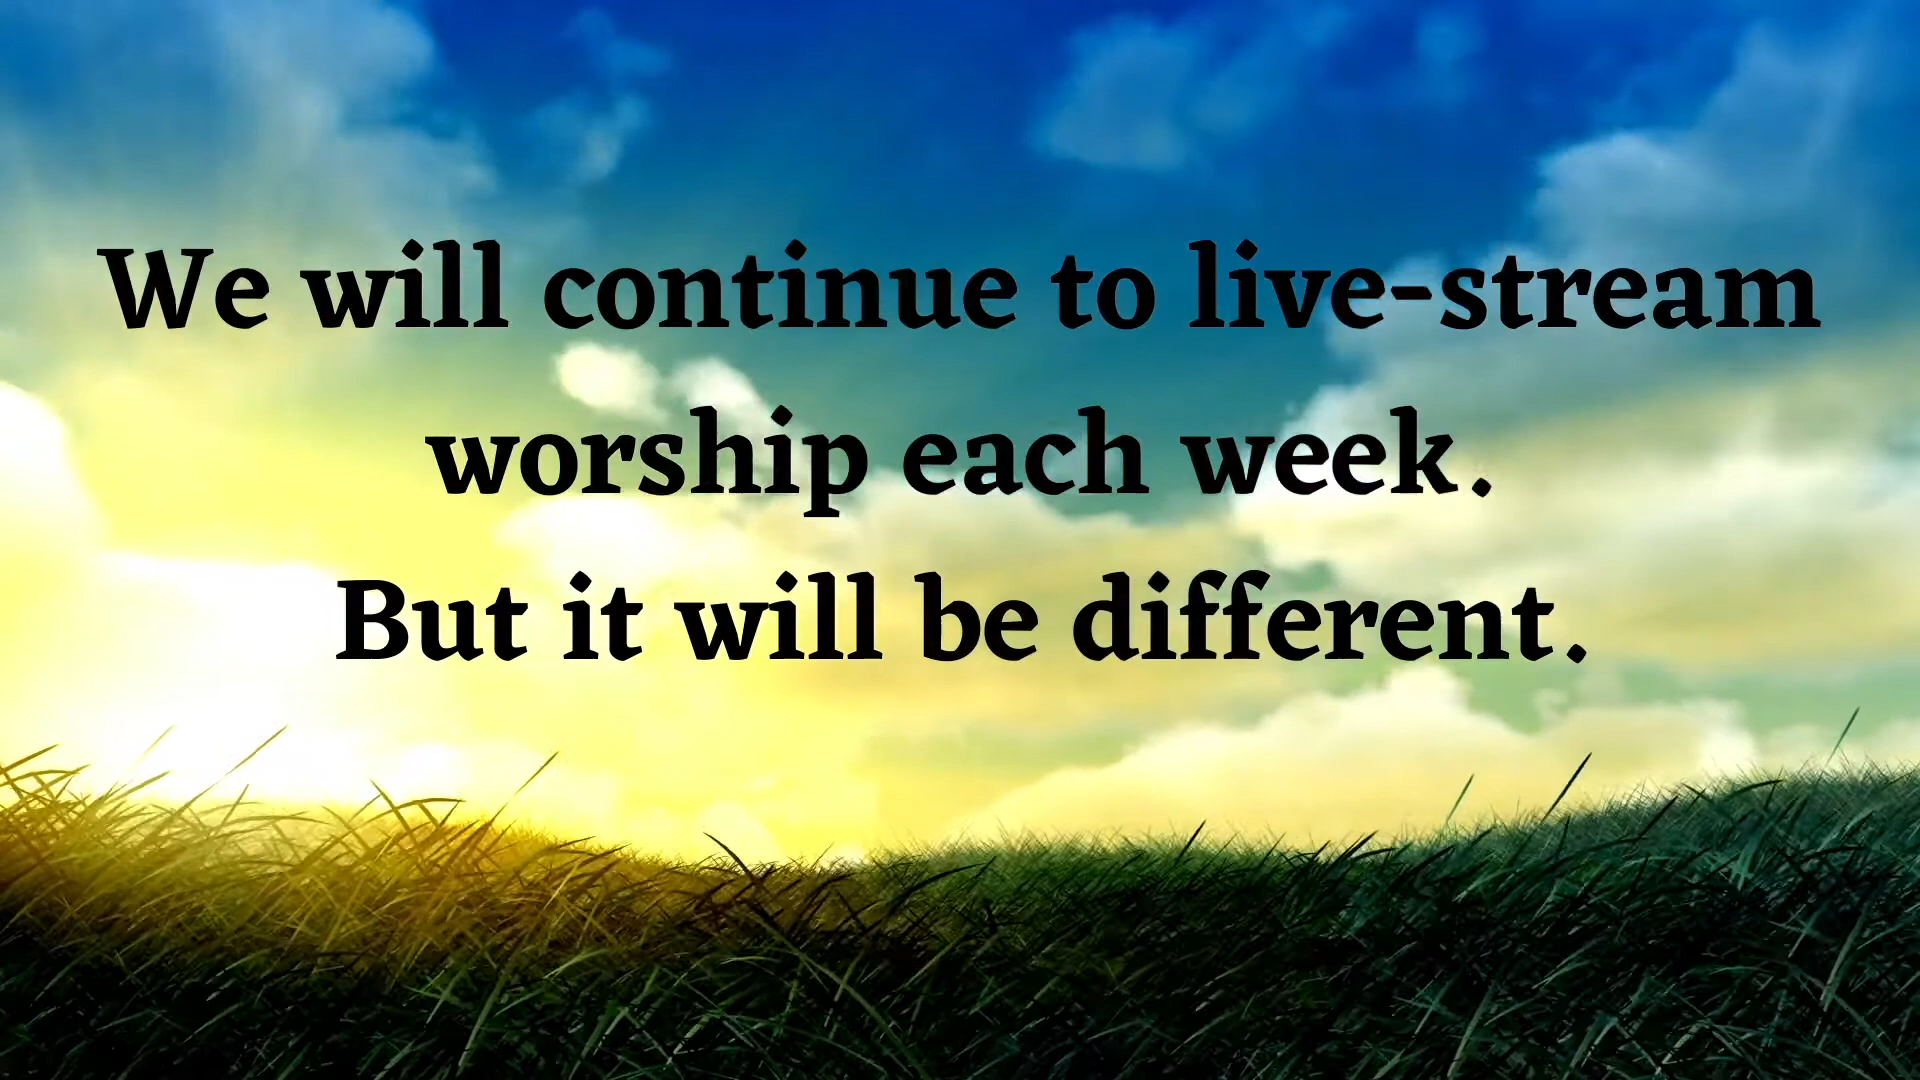 We will continue to live-stream
worship each week.
But it will be different.